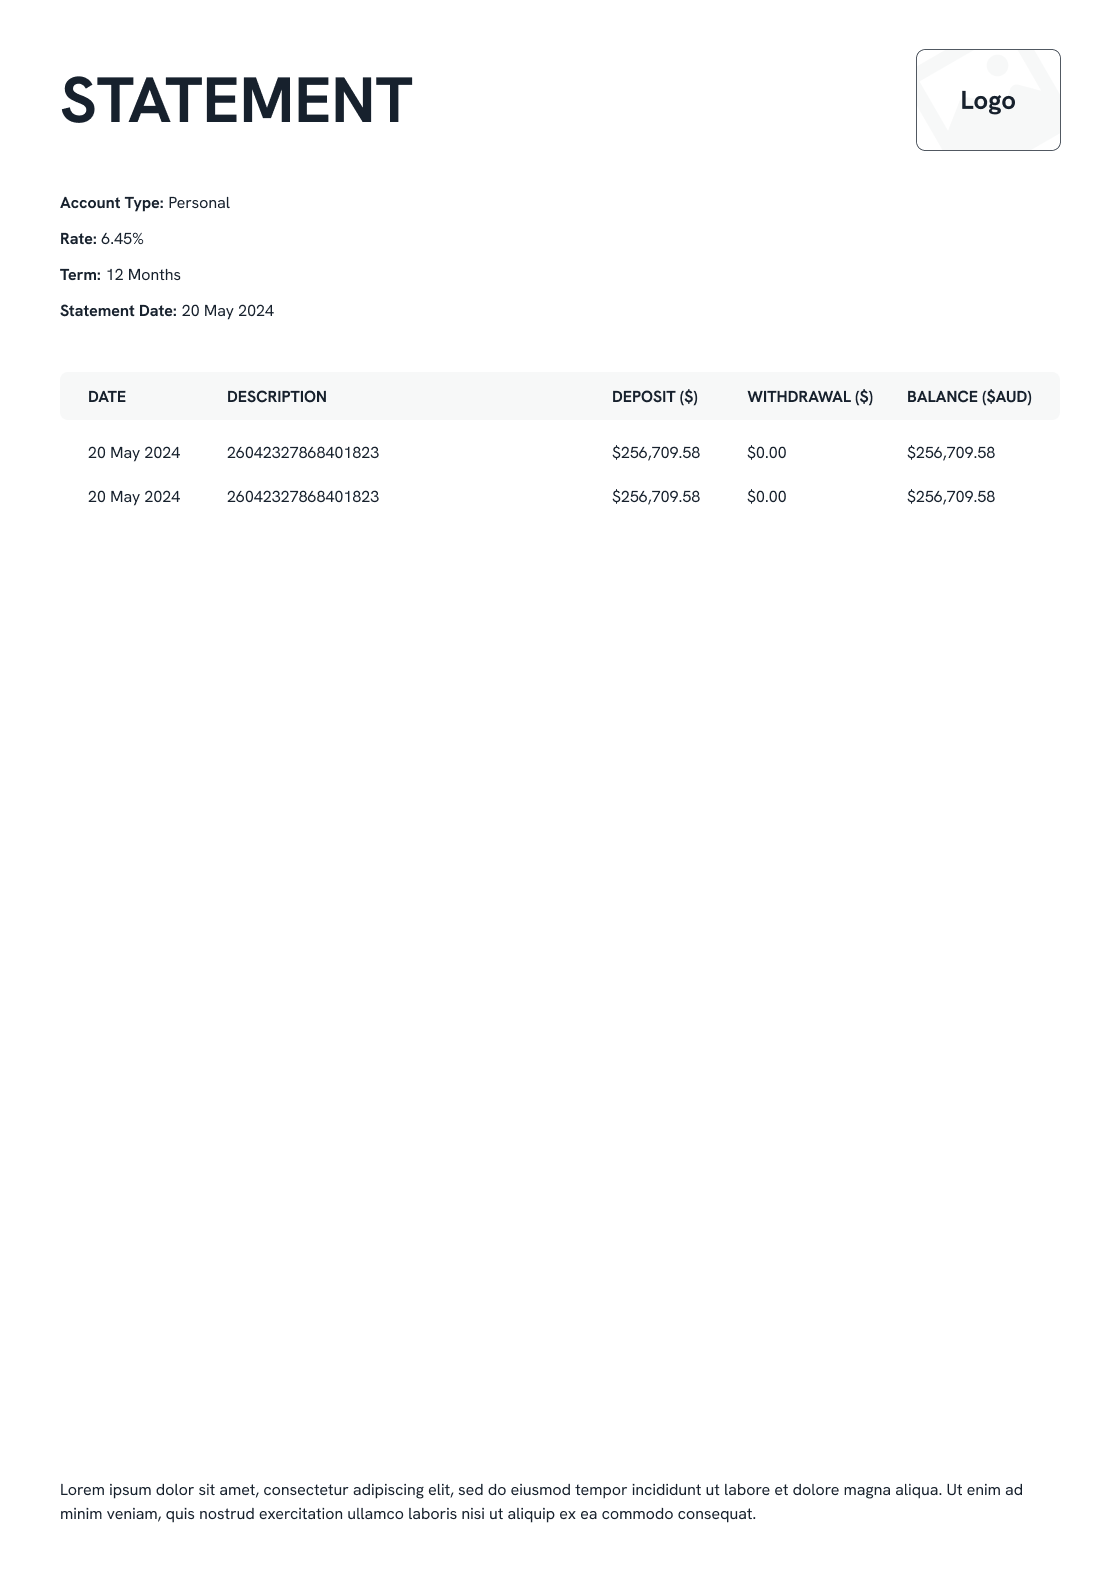 STATEMENT
Logo
Account Type: Personal
Rate: 6.45%
Term: 12 Months
Statement Date: 20 May 2024
DATE DESCRIPTION DEPOSIT ($) WITHDRAWAL ($) BALANCE ($AUD)
20 May 2024 26042327868401823 $256,709.58 $0.00 $256,709.58
20 May 2024 26042327868401823 $256,709.58 $0.00 $256,709.58
Lorem ipsum dolor sit amet, consectetur adipiscing elit, sed do eiusmod tempor incididunt ut labore et dolore magna aliqua. Ut enim ad
minim veniam, quis nostrud exercitation ullamco laboris nisi ut aliquip ex ea commodo consequat.